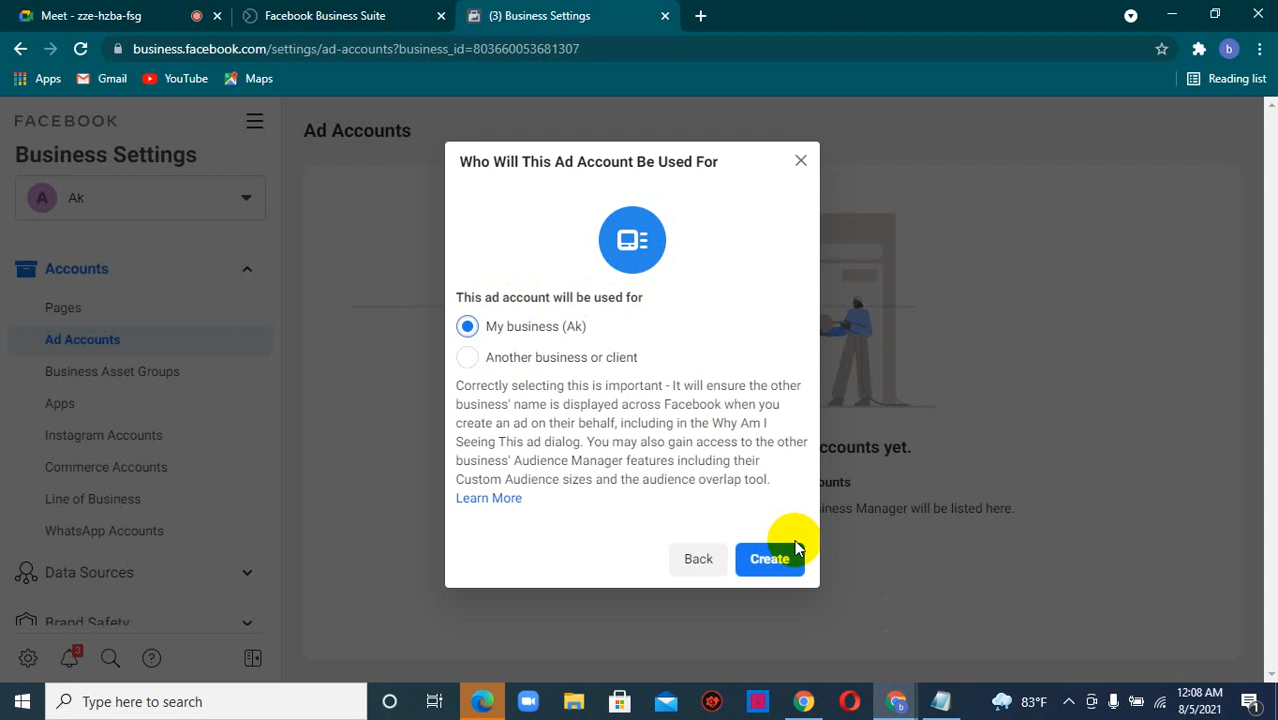 Meet - zze-hzba-fsg
Facebook Business Suite
(3) Business Settings
business.facebook.com/settings/ad-accounts?business_id=803660053681307
b
Apps
Gmail
YouTube
Maps
Reading list
FACEBOOK
Business Settings
A
Ak
Accounts
Pages
Ad Accounts
Business Asset Groups
Apps
Instagram Accounts
Commerce Accounts
Line of Business
WhatsApp Accounts
Data Sources
Brand Safety
3
Ad Accounts
Who Will This Ad Account Be Used For
This ad account will be used for
My business (Ak)
Another business or client
Correctly selecting this is important - It will ensure the other
business' name is displayed across Facebook when you
create an ad on their behalf, including in the Why Am I
Seeing This ad dialog. You may also gain access to the other
business' Audience Manager features including their
Custom Audience sizes and the audience overlap tool.
Learn More
Back
Create
ccounts yet.
ounts
iness Manager will be listed here.
Type here to search
83°F
12:08 AM
8/5/2021
1